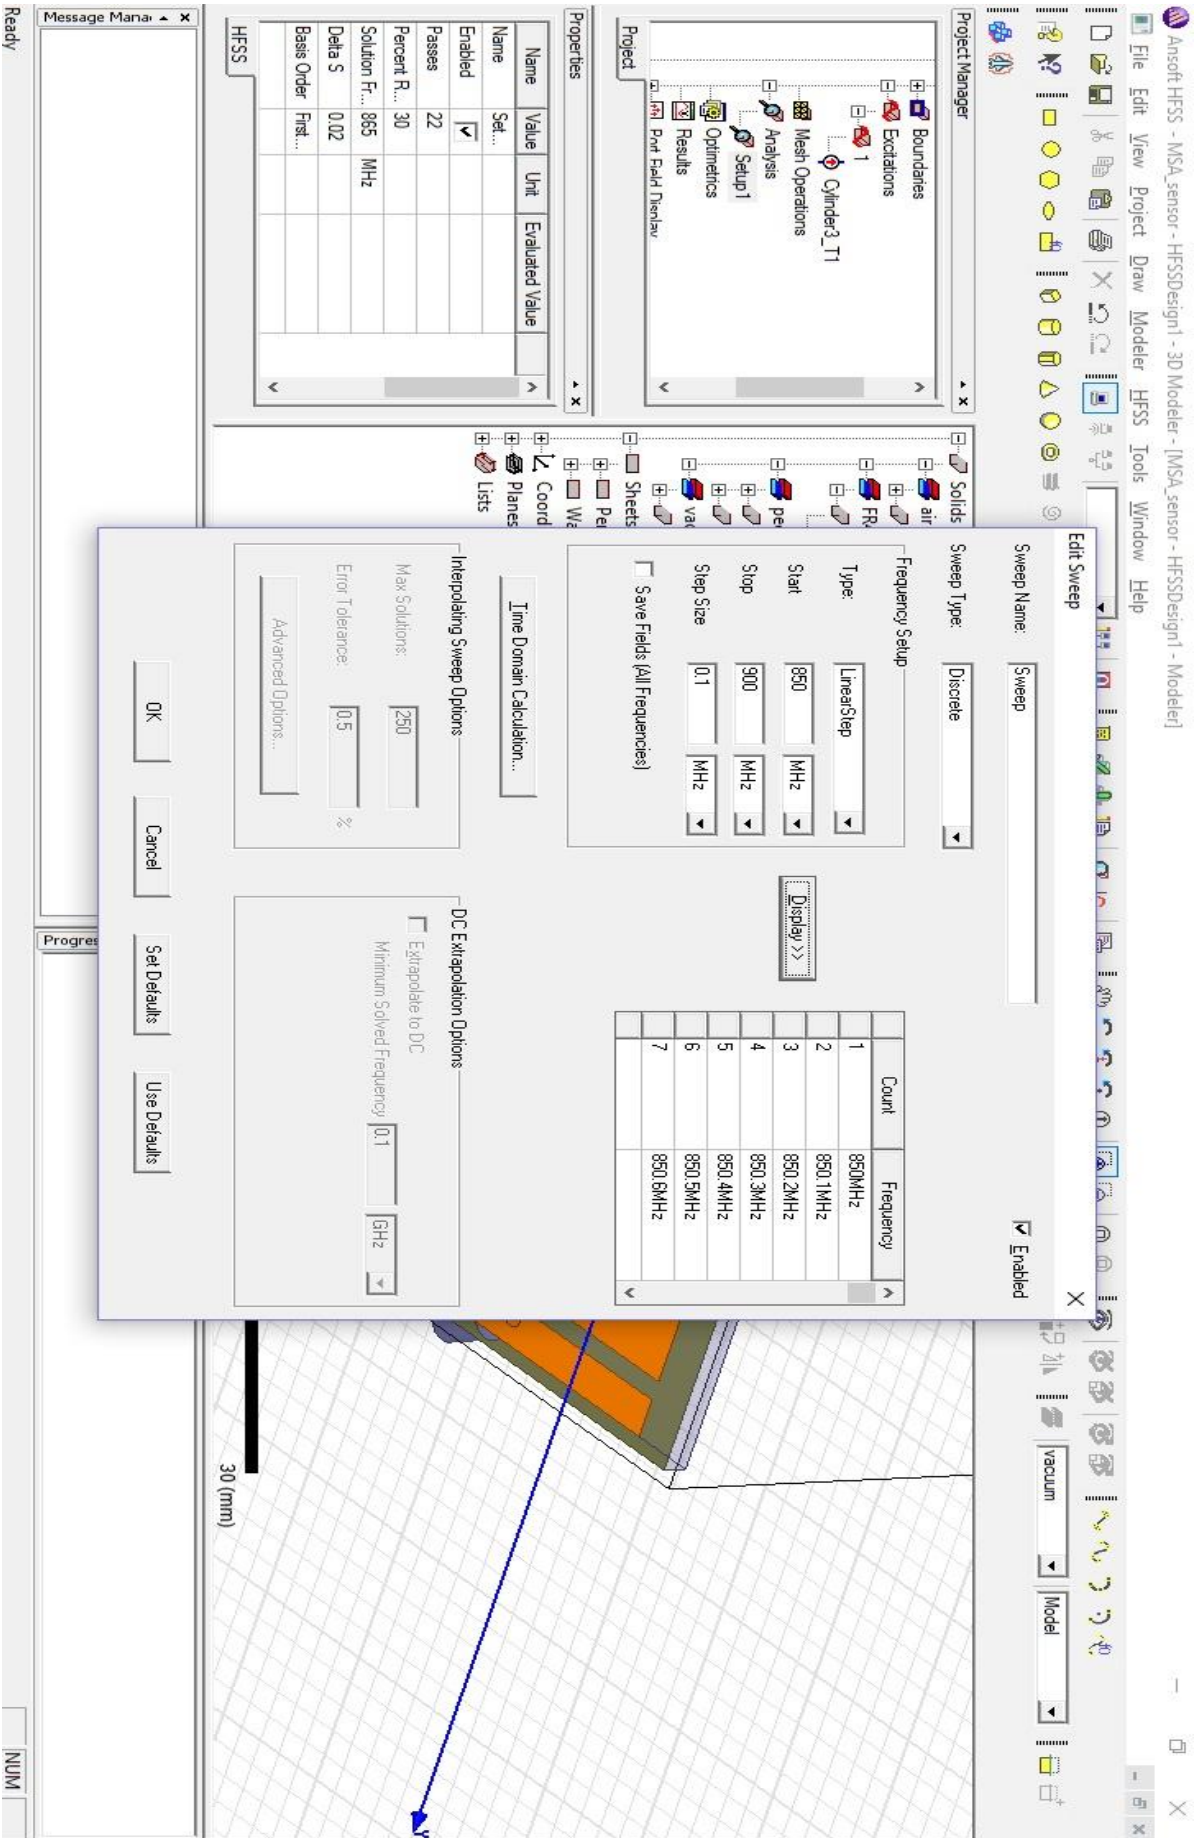 Ansoft HFSS - MSA_sensor - HFSSDesign1 - 3D Modeler - [MSA_sensor - HFSSDesign1 - Modeler]
File Edit View Project Draw Modeler HFSS Tools Window Help
vacuum
Model
Project Manager
Boundaries
Excitations
1
Cylinder3_T1
Mesh Operations
Analysis
Setup1
Optimetrics
Results
Port Field Display
Project
Properties
Name Value Unit Evaluated Value
Name Set...
Enabled
Passes 22
Percent R... 30
Solution Fr... 865 MHz
Delta S 0.02
Basis Order First...
HFSS
Solids
air
FR4
pe
vac
Sheets
Per
Wa
Coord
Planes
Lists
Edit Sweep
Sweep Name: Sweep
Enabled
Sweep Type: Discrete
Frequency Setup
Type: LinearStep
Start 850 MHz
Stop 900 MHz
Step Size 0.1 MHz
Save Fields (All Frequencies)
Display >>
Count Frequency
1 850MHz
2 850.1MHz
3 850.2MHz
4 850.3MHz
5 850.4MHz
6 850.5MHz
7 850.6MHz
Time Domain Calculation...
Interpolating Sweep Options
Max Solutions: 250
Error Tolerance: 0.5 %
Advanced Options...
DC Extrapolation Options
Extrapolate to DC
Minimum Solved Frequency 0.1 GHz
OK Cancel Set Defaults Use Defaults
30 (mm)
Message Mana
Progres
Ready
NUM